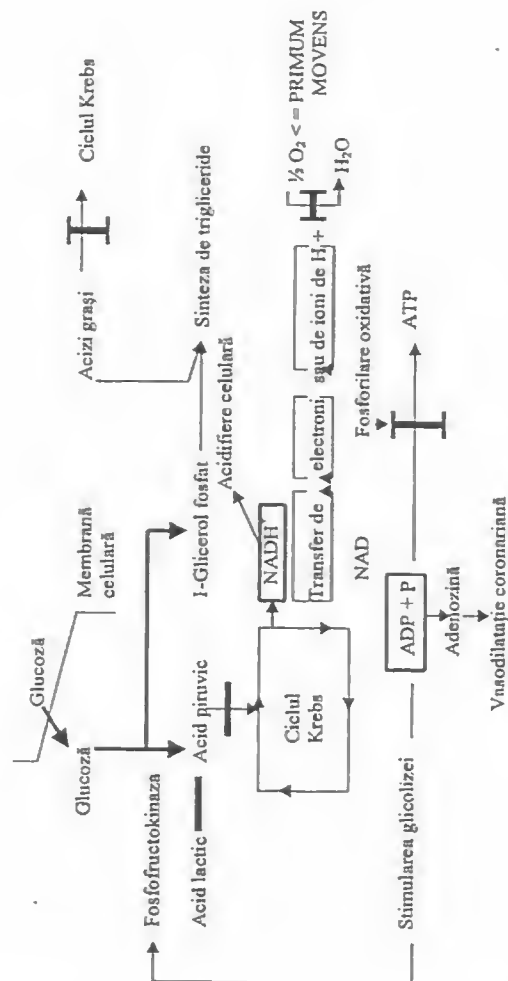 Glucoză
Membrană
celulară
Glucoză
Acizi grași
Ciclul Krebs
Fosfofructokinaza
Acid lactic
Acid piruvic
l-Glicerol fosfat
Sinteza de trigliceride
Acidifiere celulară
Ciclul
Krebs
NADH
Transfer de electroni sau de ioni de H +
½ O₂ < = PRIMUM
MOVENS
H₂O
NAD
Fosforilare oxidativă
Stimularea glicolizei
ADP + P
ATP
Adenozină
Vasodilatație coronariană